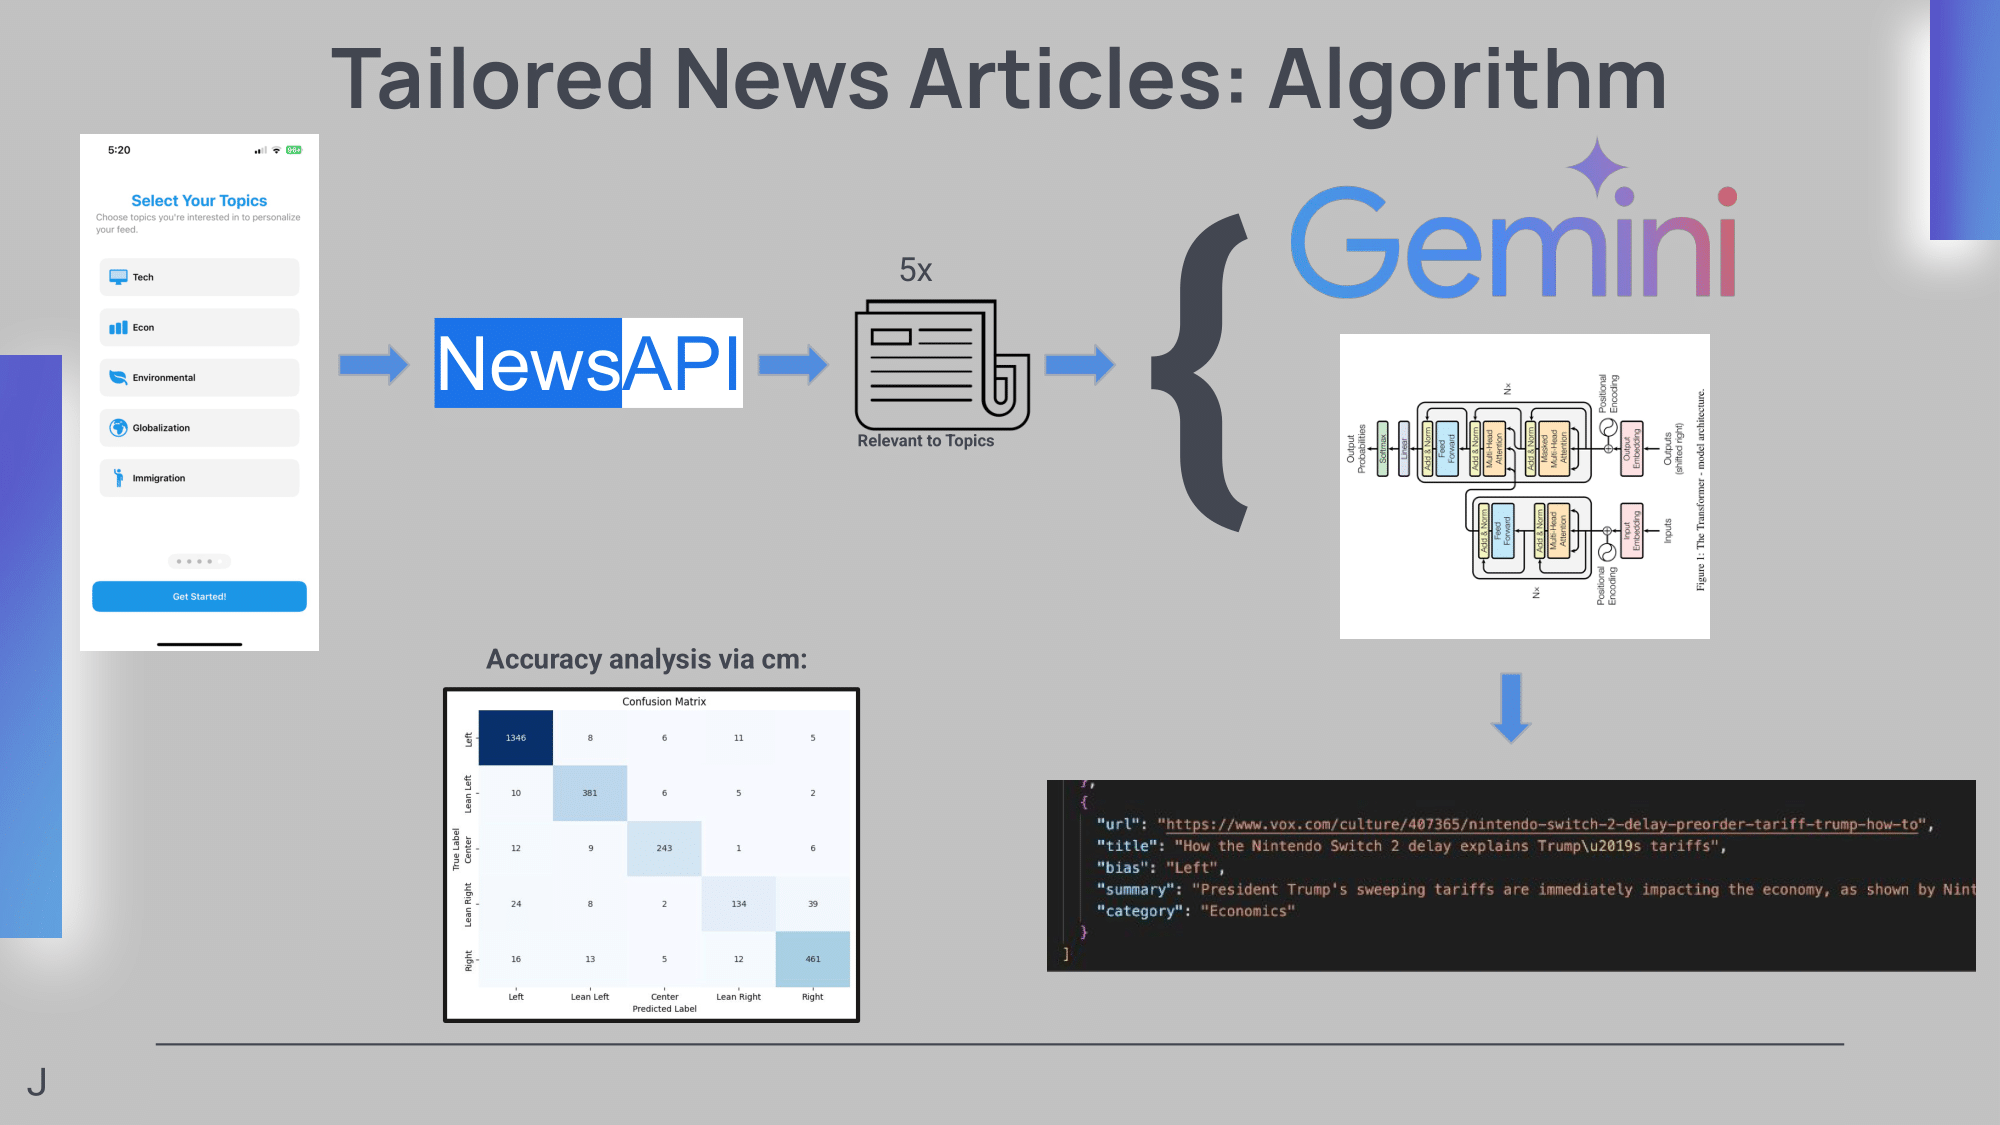 Tailored News Articles: Algorithm
5:20
Select Your Topics
Choose topics you're interested in to personalize
your feed.
Tech
Econ
Environmental
Globalization
Immigration
Get Started!
NewsAPI
5x
Relevant to Topics
{
Gemini
Output
Probabilities
Softmax
Linear
Add & Norm
Feed
Forward
Add & Norm
Multi-Head
Attention
Add & Norm
Masked
Multi-Head
Attention
N×
Positional
Encoding
Output
Embedding
Outputs
(shifted right)
Add & Norm
Feed
Forward
Add & Norm
Multi-Head
Attention
N×
Positional
Encoding
Input
Embedding
Inputs
Figure 1: The Transformer - model architecture.
Accuracy analysis via cm:
Confusion Matrix
True Label
Left 1346 8 6 11 5
Lean Left 10 381 6 5 2
Center 12 9 243 1 6
Lean Right 24 8 2 134 39
Right 16 13 5 12 461
Left Lean Left Center Lean Right Right
Predicted Label
},
{
"url": "https://www.vox.com/culture/407365/nintendo-switch-2-delay-preorder-tariff-trump-how-to",
"title": "How the Nintendo Switch 2 delay explains Trump\u2019s tariffs",
"bias": "Left",
"summary": "President Trump's sweeping tariffs are immediately impacting the economy, as shown by Nint
"category": "Economics"
}
]
J